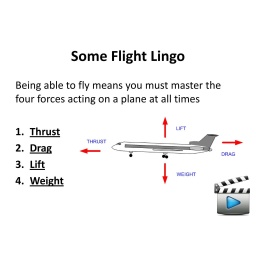 Some Flight Lingo
Being able to fly means you must master the
four forces acting on a plane at all times
1. Thrust
2. Drag
3. Lift
4. Weight
LIFT
THRUST
DRAG
WEIGHT